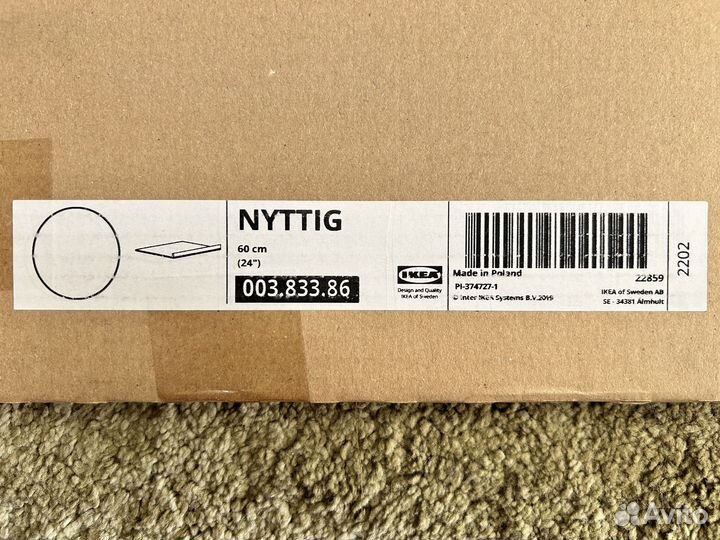 NYTTIG
60 cm
(24")
003.833.86
IKEA
Design and Quality
IKEA of Sweden
Made in Poland
22859
PI-374727-1
© Inter IKEA Systems B.V.2019
IKEA of Sweden AB
SE - 34381 Älmhult
2202
Avito